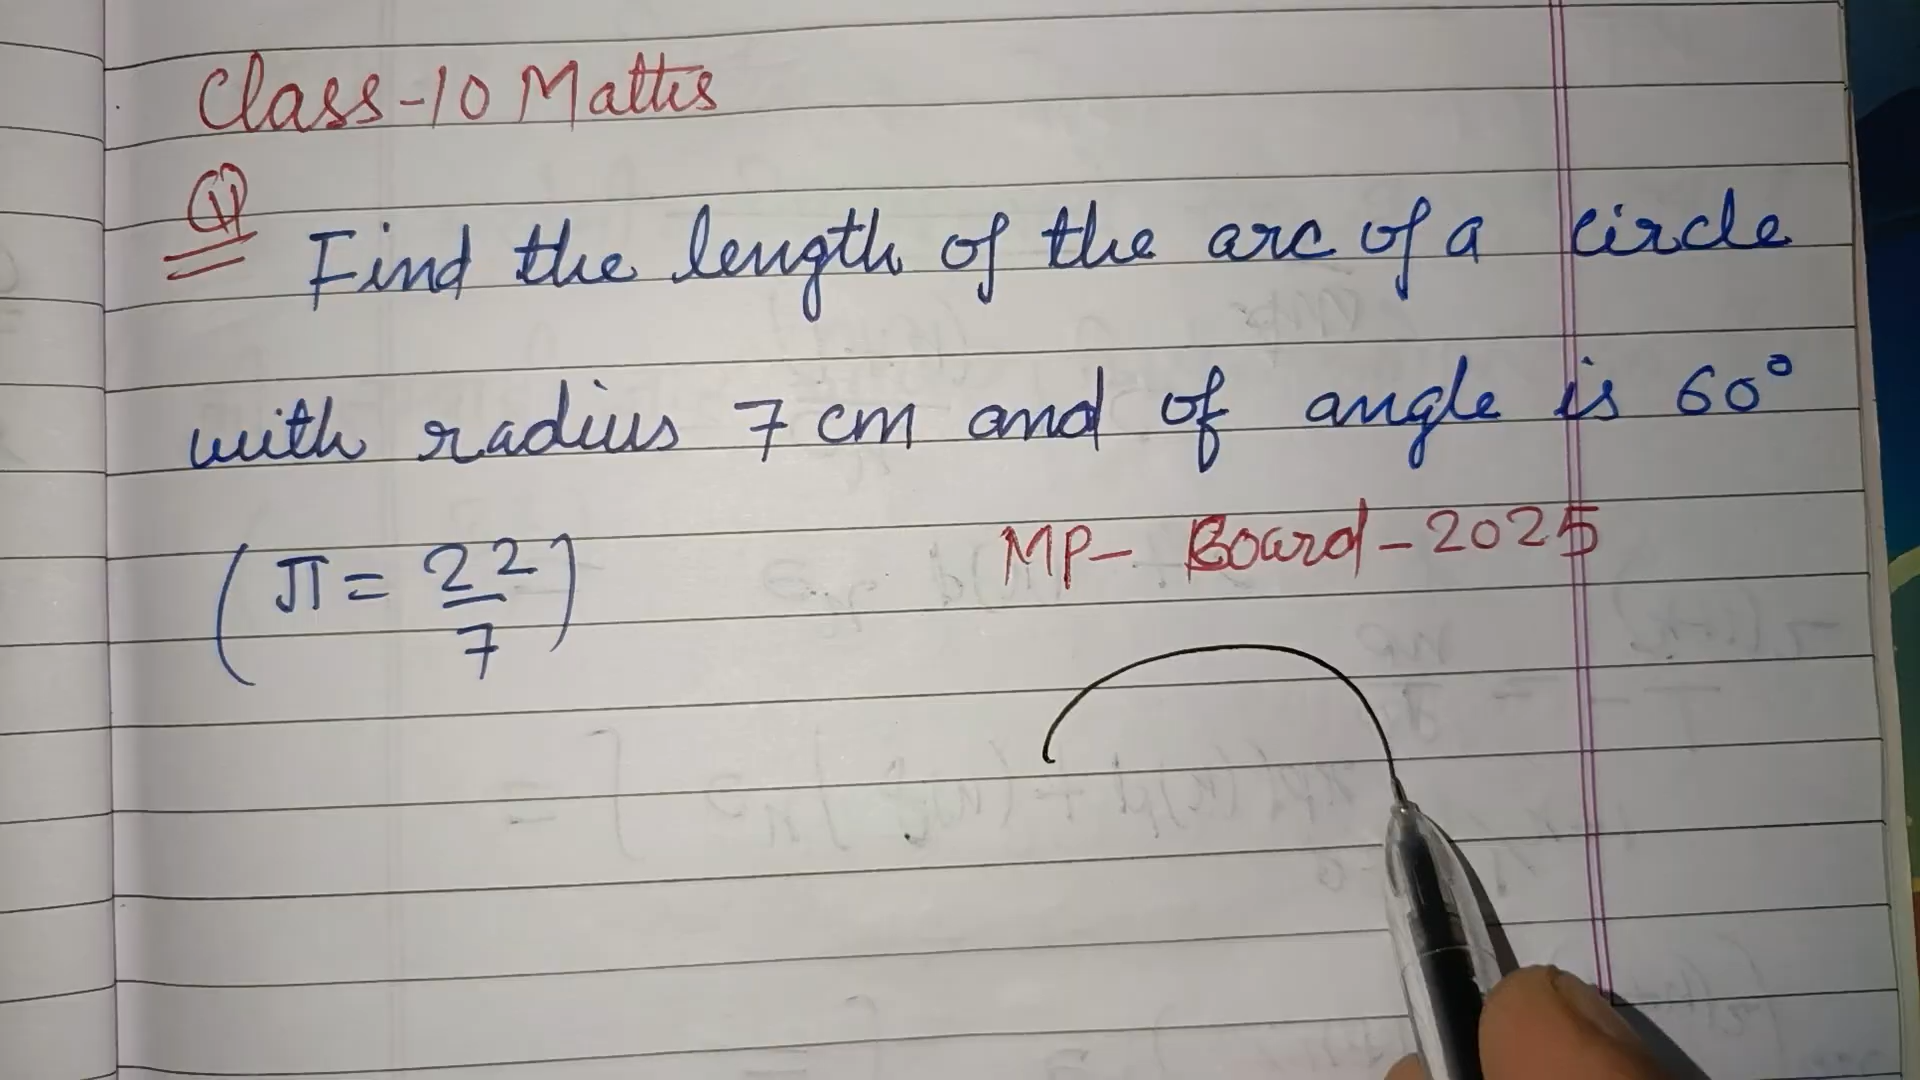 Class-10 Maths
Q1 Find the length of the arc of a circle
with radius 7 cm and of angle is 60°
(π = 22/7)
MP- Board-2025